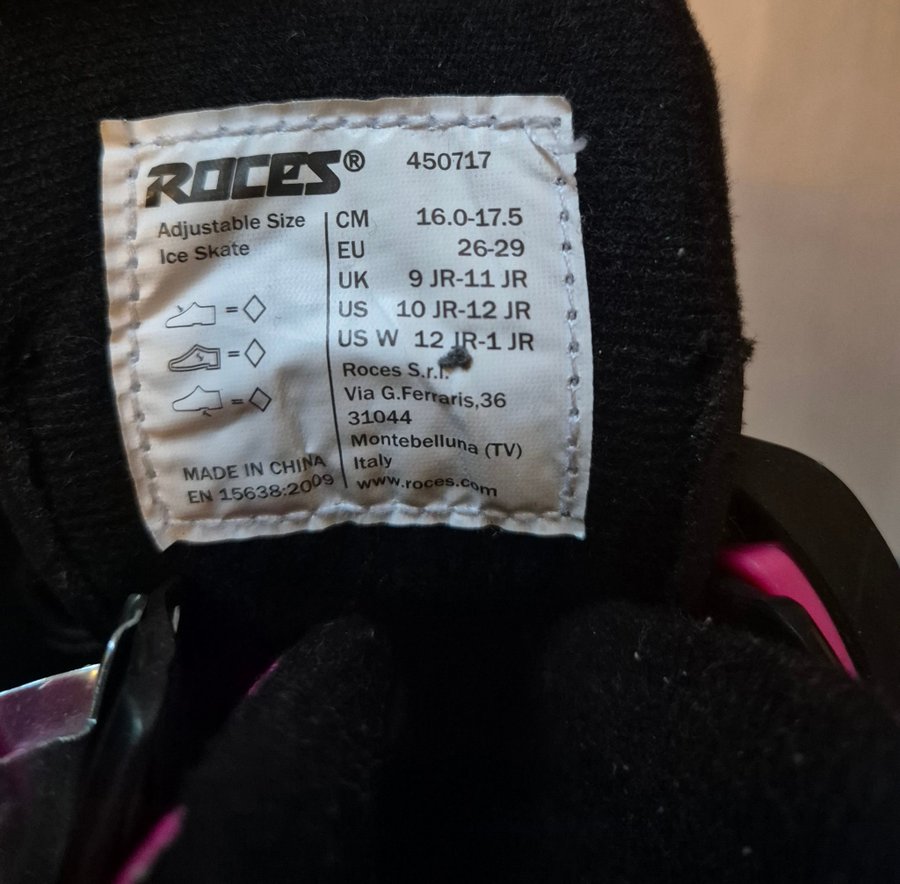 ROCES® 450717
Adjustable Size
Ice Skate
CM 16.0-17.5
EU 26-29
UK 9 JR-11 JR
US 10 JR-12 JR
US W 12 JR-1 JR
Roces S.r.l.
Via G.Ferraris,36
31044
Montebelluna (TV)
Italy
www.roces.com
= 
=
=
MADE IN CHINA
EN 15638:2009